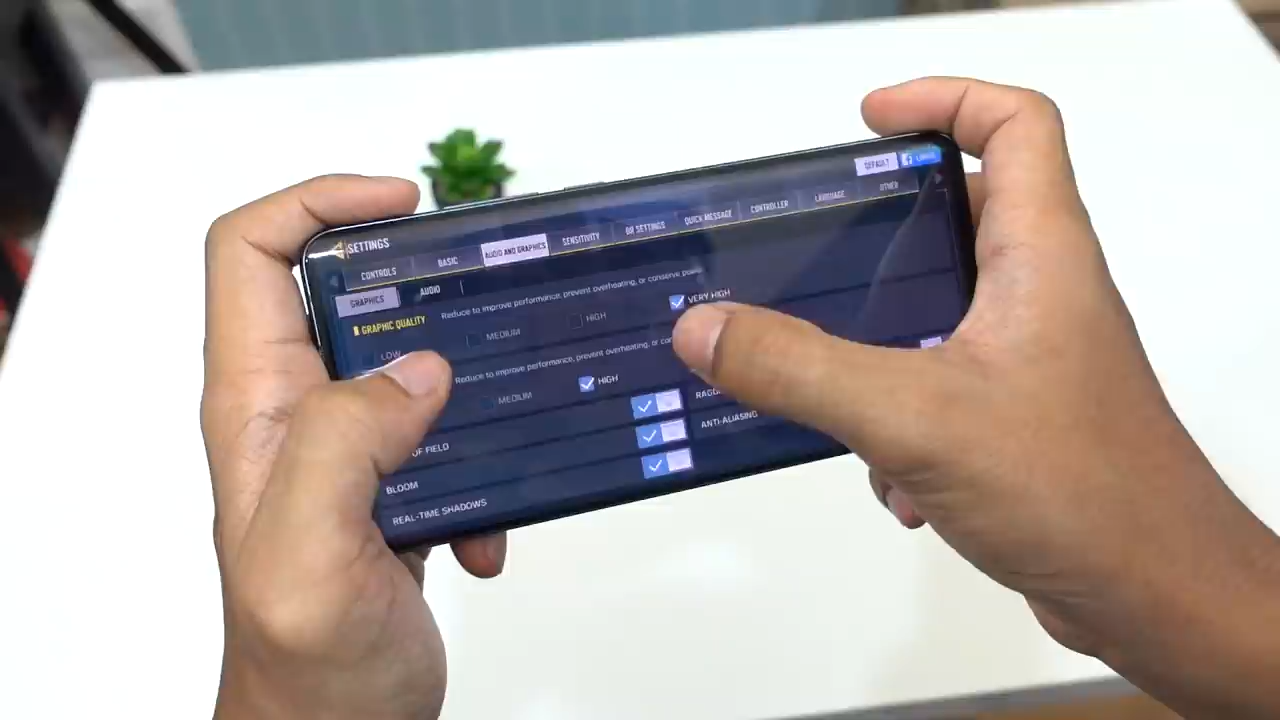 SETTINGS
DEFAULT
CONTROLS BASIC AUDIO AND GRAPHICS SENSITIVITY BR SETTINGS QUICK MESSAGE CONTROLLER LANGUAGE OTHER
GRAPHICS AUDIO
GRAPHIC QUALITY Reduce to improve performance, prevent overheating, or conserve power
LOW MEDIUM HIGH VERY HIGH
Reduce to improve performance, prevent overheating, or
MEDIUM HIGH
OF FIELD
BLOOM ANTI-ALIASING
REAL-TIME SHADOWS